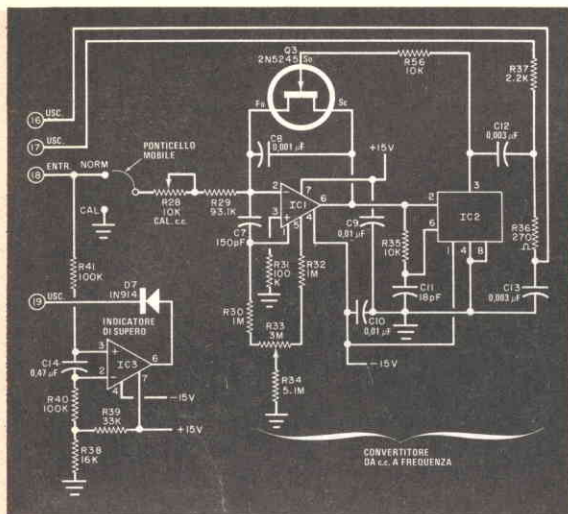 Q3
2N5245 So
Fo
Sc
R56
10K
R37
2.2K
16 USC.
17 USC.
18 ENTR.
NORM
PONTICELLO
MOBILE
CAL
R28
10K
CAL c.c.
R29
93.1K
C8
0,001 µF
+15V
C12
0,003 µF
C7
150pF
2
3
7
IC1
6
1 5 4
C9
0,01 µF
R35
10K
2
6
3
IC2
1 4 8
R36
270
Ω
R41
100K
R31
100
K
R32
1M
C11
18pF
C13
0,003 µF
19 USC.
D7
1N914
R30
1M
R33
3M
C10
0,01 µF
-15V
INDICATORE
DI SUPERO
C14
0,47 µF
3 +
2 -
IC3
6
4 7
-15V
R34
5.1M
R40
100K
R39
33K
+15V
R38
16K
CONVERTITORE
DA c.c. A FREQUENZA